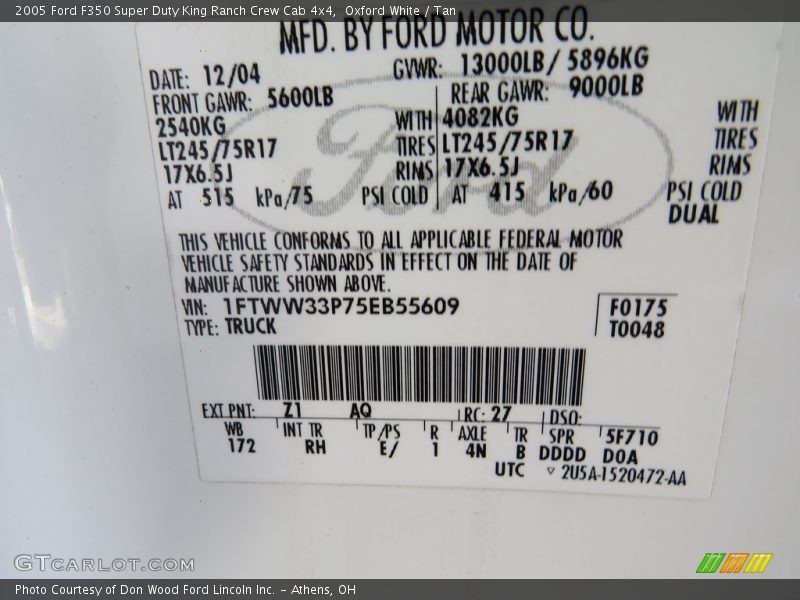 2005 Ford F350 Super Duty King Ranch Crew Cab 4x4,  Oxford White / Tan
MFD. BY FORD MOTOR CO.
DATE: 12/04 GVWR: 13000LB/ 5896KG
FRONT GAWR: 5600LB REAR GAWR: 9000LB
2540KG WITH 4082KG WITH
LT245/75R17 TIRES LT245/75R17 TIRES
17X6.5J RIMS 17X6.5J RIMS
AT 515 kPa/75 PSI COLD AT 415 kPa/60 PSI COLD
DUAL
Ford
THIS VEHICLE CONFORMS TO ALL APPLICABLE FEDERAL MOTOR
VEHICLE SAFETY STANDARDS IN EFFECT ON THE DATE OF
MANUFACTURE SHOWN ABOVE.
VIN: 1FTWW33P75EB55609 F0175
TYPE: TRUCK T0048
EXT PNT: Z1 AQ RC: 27 DSO:
WB INT TR TP/PS R AXLE TR SPR 5F710
172 RH E/ 1 4N B DDDD D0A
UTC ▽ 2U5A-1520472-AA
GTCARLOT.COM
Photo Courtesy of Don Wood Ford Lincoln Inc. – Athens, OH